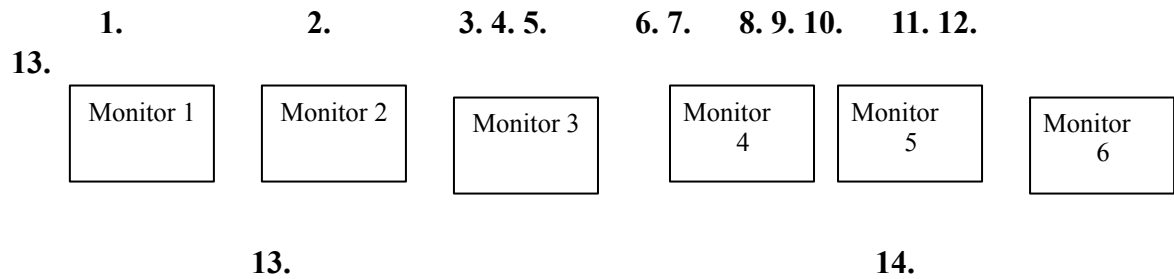 1. 2. 3. 4. 5. 6. 7. 8. 9. 10. 11. 12.
13.
Monitor 1
Monitor 2
Monitor 3
Monitor
4
Monitor
5
Monitor
6
13. 14.